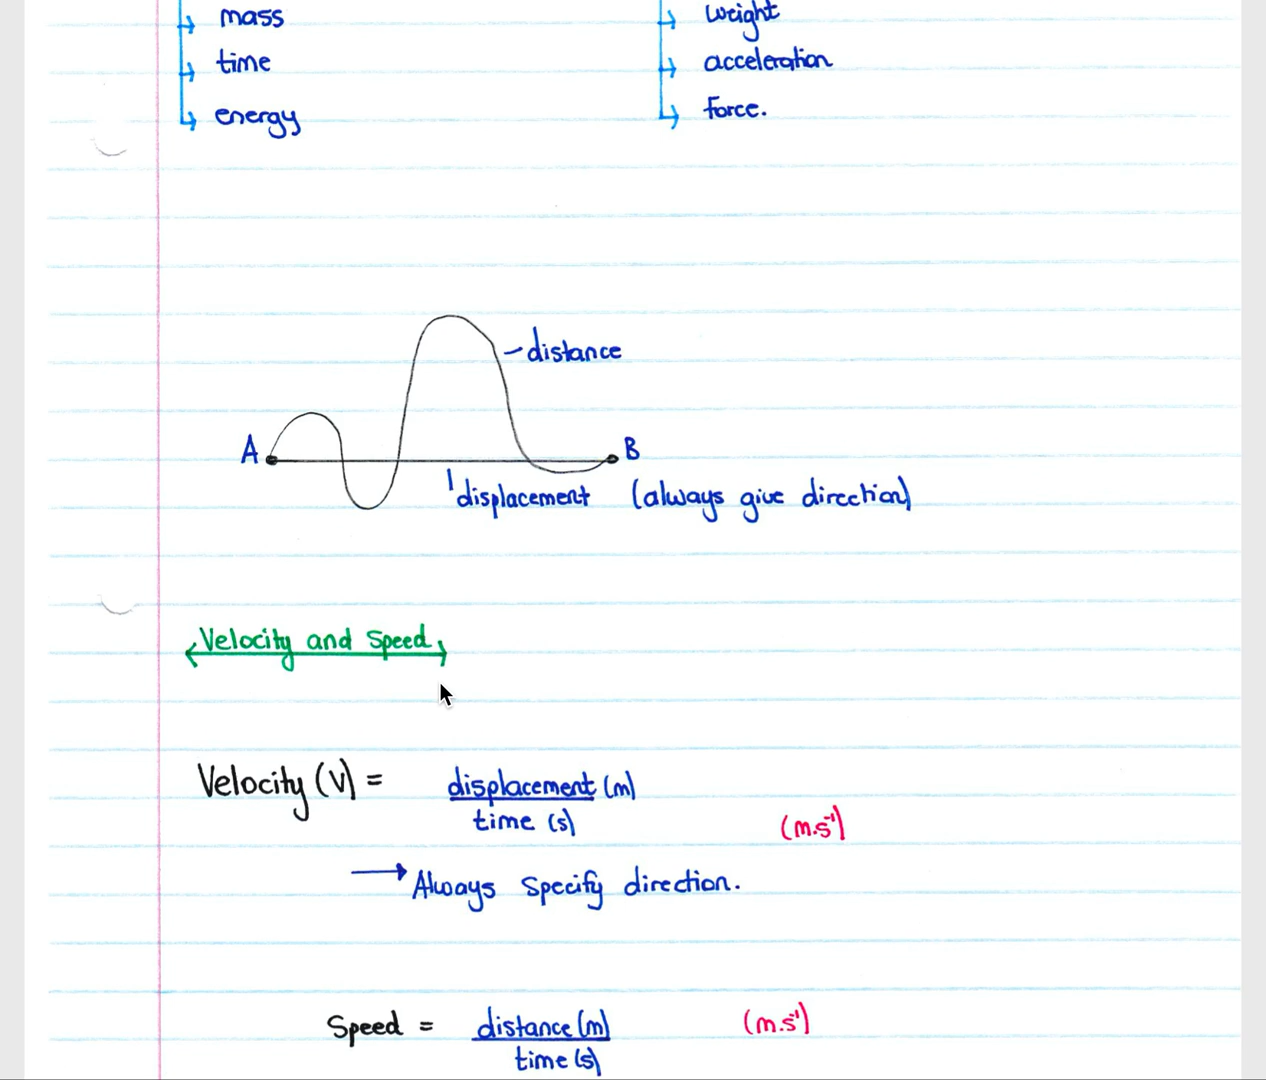 mass
time
energy
weight
acceleration
force.
distance
A
B
displacement (always give direction)
Velocity and Speed
Velocity (v) = displacement (m)
time (s)
(m.s⁻¹)
Always specify direction.
Speed = distance (m)
time (s)
(m.s⁻¹)